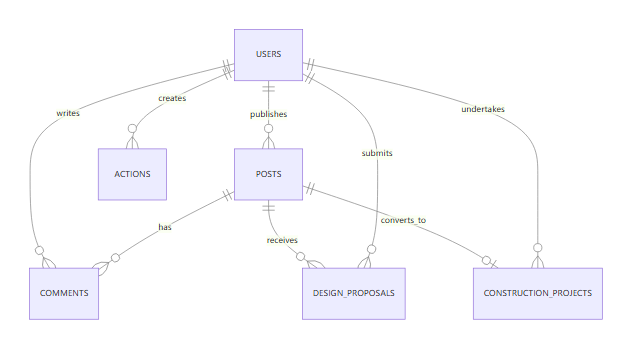 USERS
creates
writes
publishes
undertakes
submits
ACTIONS
POSTS
converts_to
has
receives
COMMENTS
DESIGN_PROPOSALS
CONSTRUCTION_PROJECTS